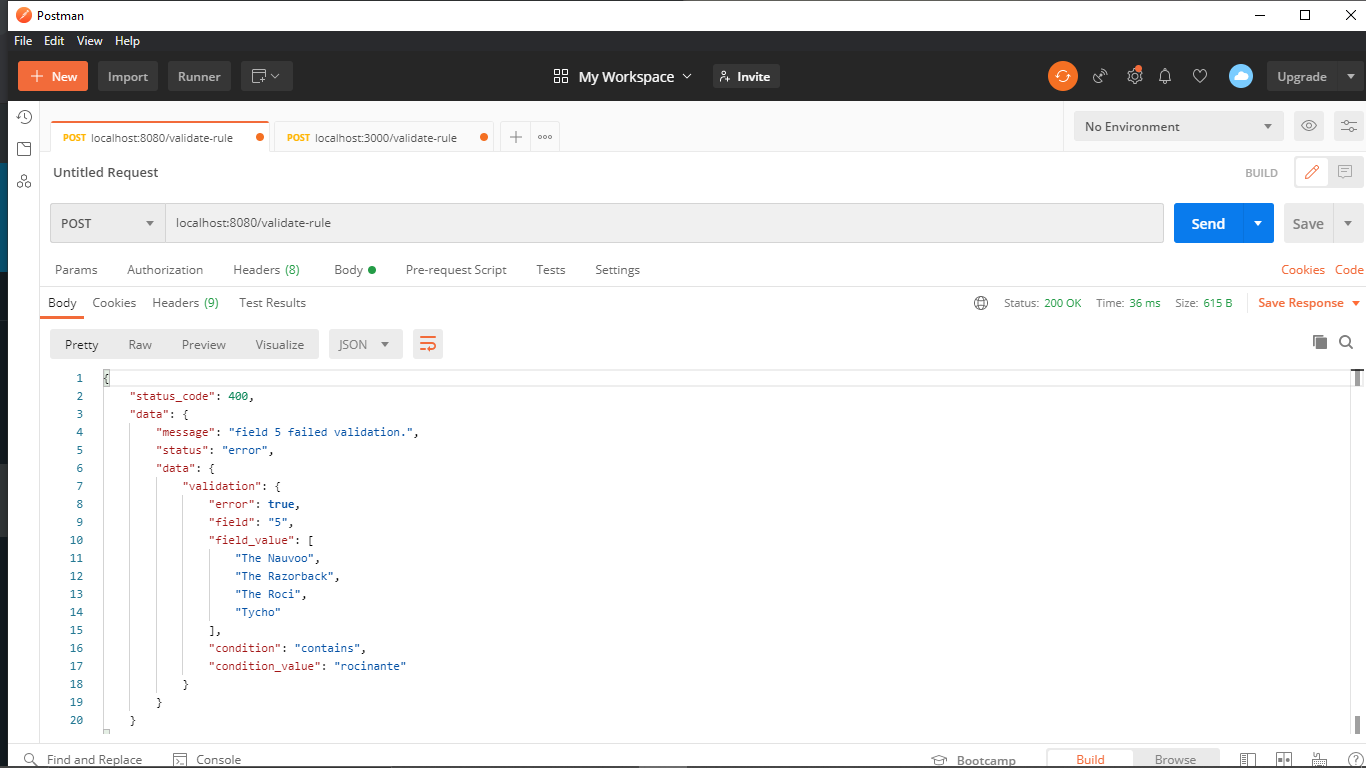 Postman
File Edit View Help
New Import Runner My Workspace Invite Upgrade
POST localhost:8080/validate-rule POST localhost:3000/validate-rule No Environment
Untitled Request BUILD
POST localhost:8080/validate-rule Send Save
Params Authorization Headers (8) Body Pre-request Script Tests Settings Cookies Code
Body Cookies Headers (9) Test Results Status: 200 OK Time: 36 ms Size: 615 B Save Response
Pretty Raw Preview Visualize JSON
1 {
2 "status_code": 400,
3 "data": {
4 "message": "field 5 failed validation.",
5 "status": "error",
6 "data": {
7 "validation": {
8 "error": true,
9 "field": "5",
10 "field_value": [
11 "The Nauvoo",
12 "The Razorback",
13 "The Roci",
14 "Tycho"
15 ],
16 "condition": "contains",
17 "condition_value": "rocinante"
18 }
19 }
20 }
Find and Replace Console Bootcamp Build Browse